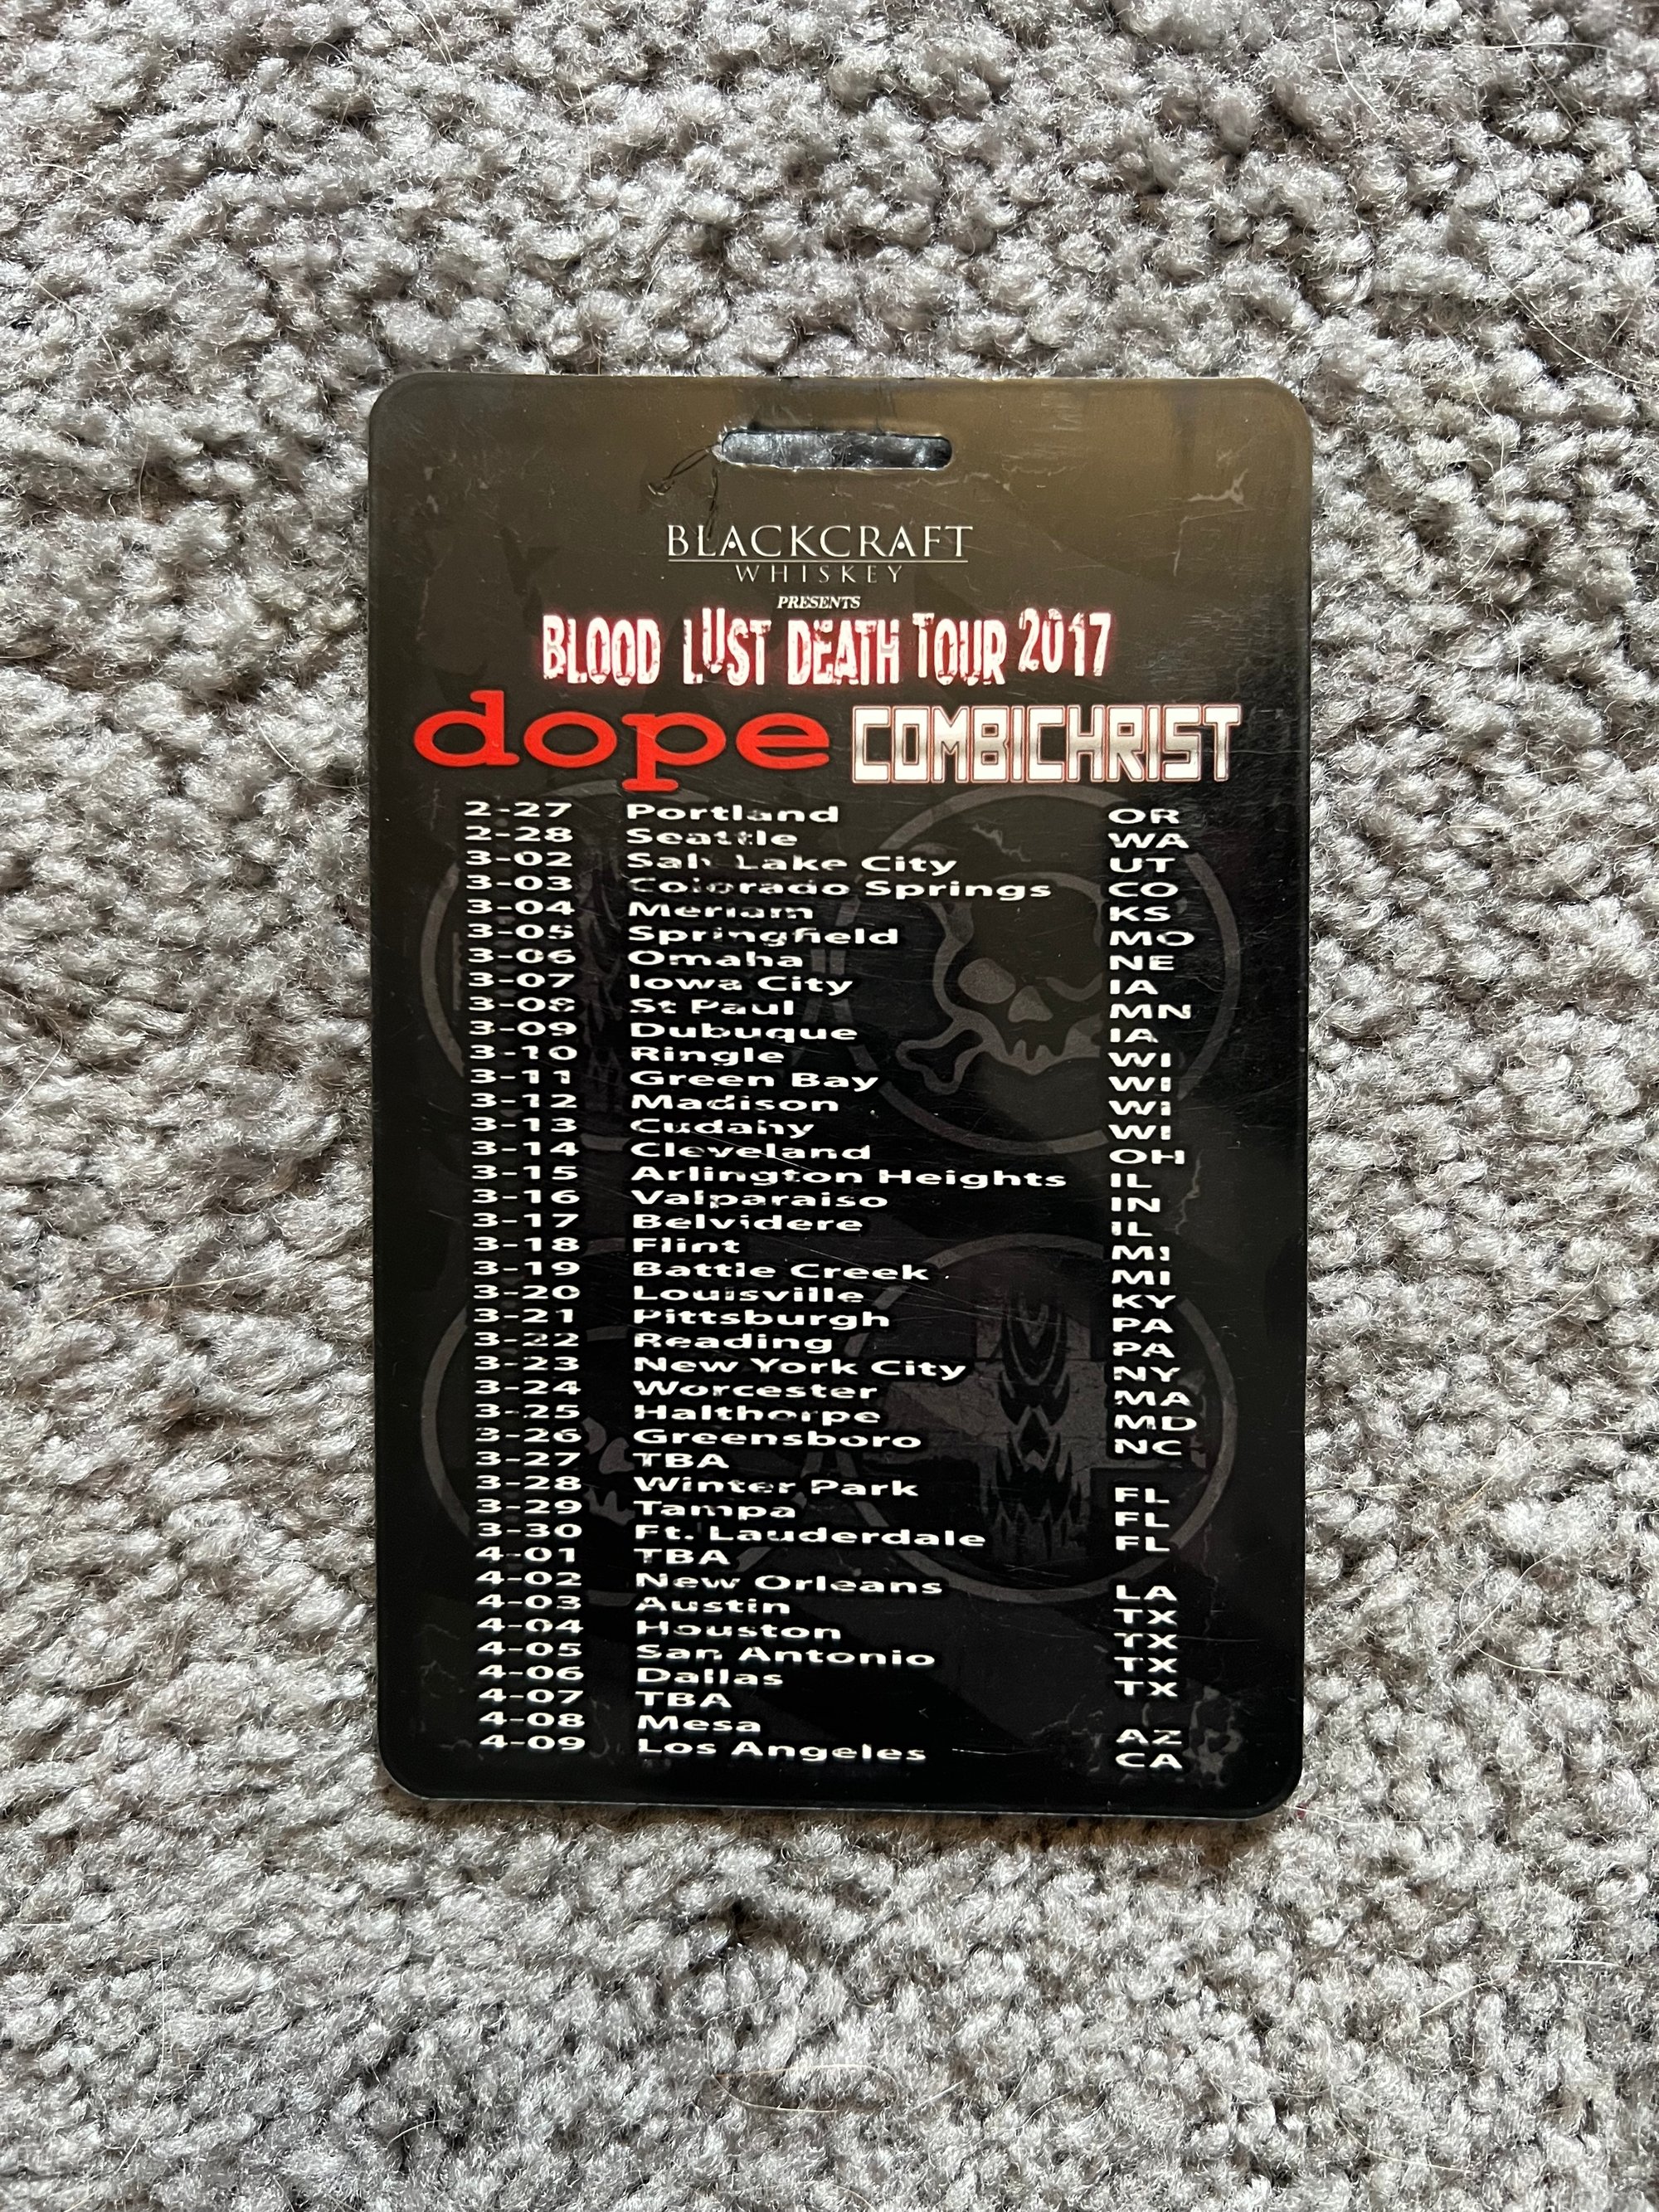 BLACKCRAFT
WHISKEY
PRESENTS
BLOOD LUST DEATH TOUR 2017
dope COMBICHRIST
2-27 Portland OR
2-28 Seattle WA
3-02 Salt Lake City UT
3-03 Colorado Springs CO
3-04 Merriam KS
3-05 Springfield MO
3-06 Omaha NE
3-07 Iowa City IA
3-08 St Paul MN
3-09 Dubuque IA
3-10 Ringle WI
3-11 Green Bay WI
3-12 Madison WI
3-13 Cudahy WI
3-14 Cleveland OH
3-15 Arlington Heights IL
3-16 Valparaiso IN
3-17 Belvidere IL
3-18 Flint MI
3-19 Battle Creek MI
3-20 Louisville KY
3-21 Pittsburgh PA
3-22 Reading PA
3-23 New York City NY
3-24 Worcester MA
3-25 Halthorpe MD
3-26 Greensboro NC
3-27 TBA
3-28 Winter Park FL
3-29 Tampa FL
3-30 Ft. Lauderdale FL
4-01 TBA
4-02 New Orleans LA
4-03 Austin TX
4-04 Houston TX
4-05 San Antonio TX
4-06 Dallas TX
4-07 TBA
4-08 Mesa AZ
4-09 Los Angeles CA